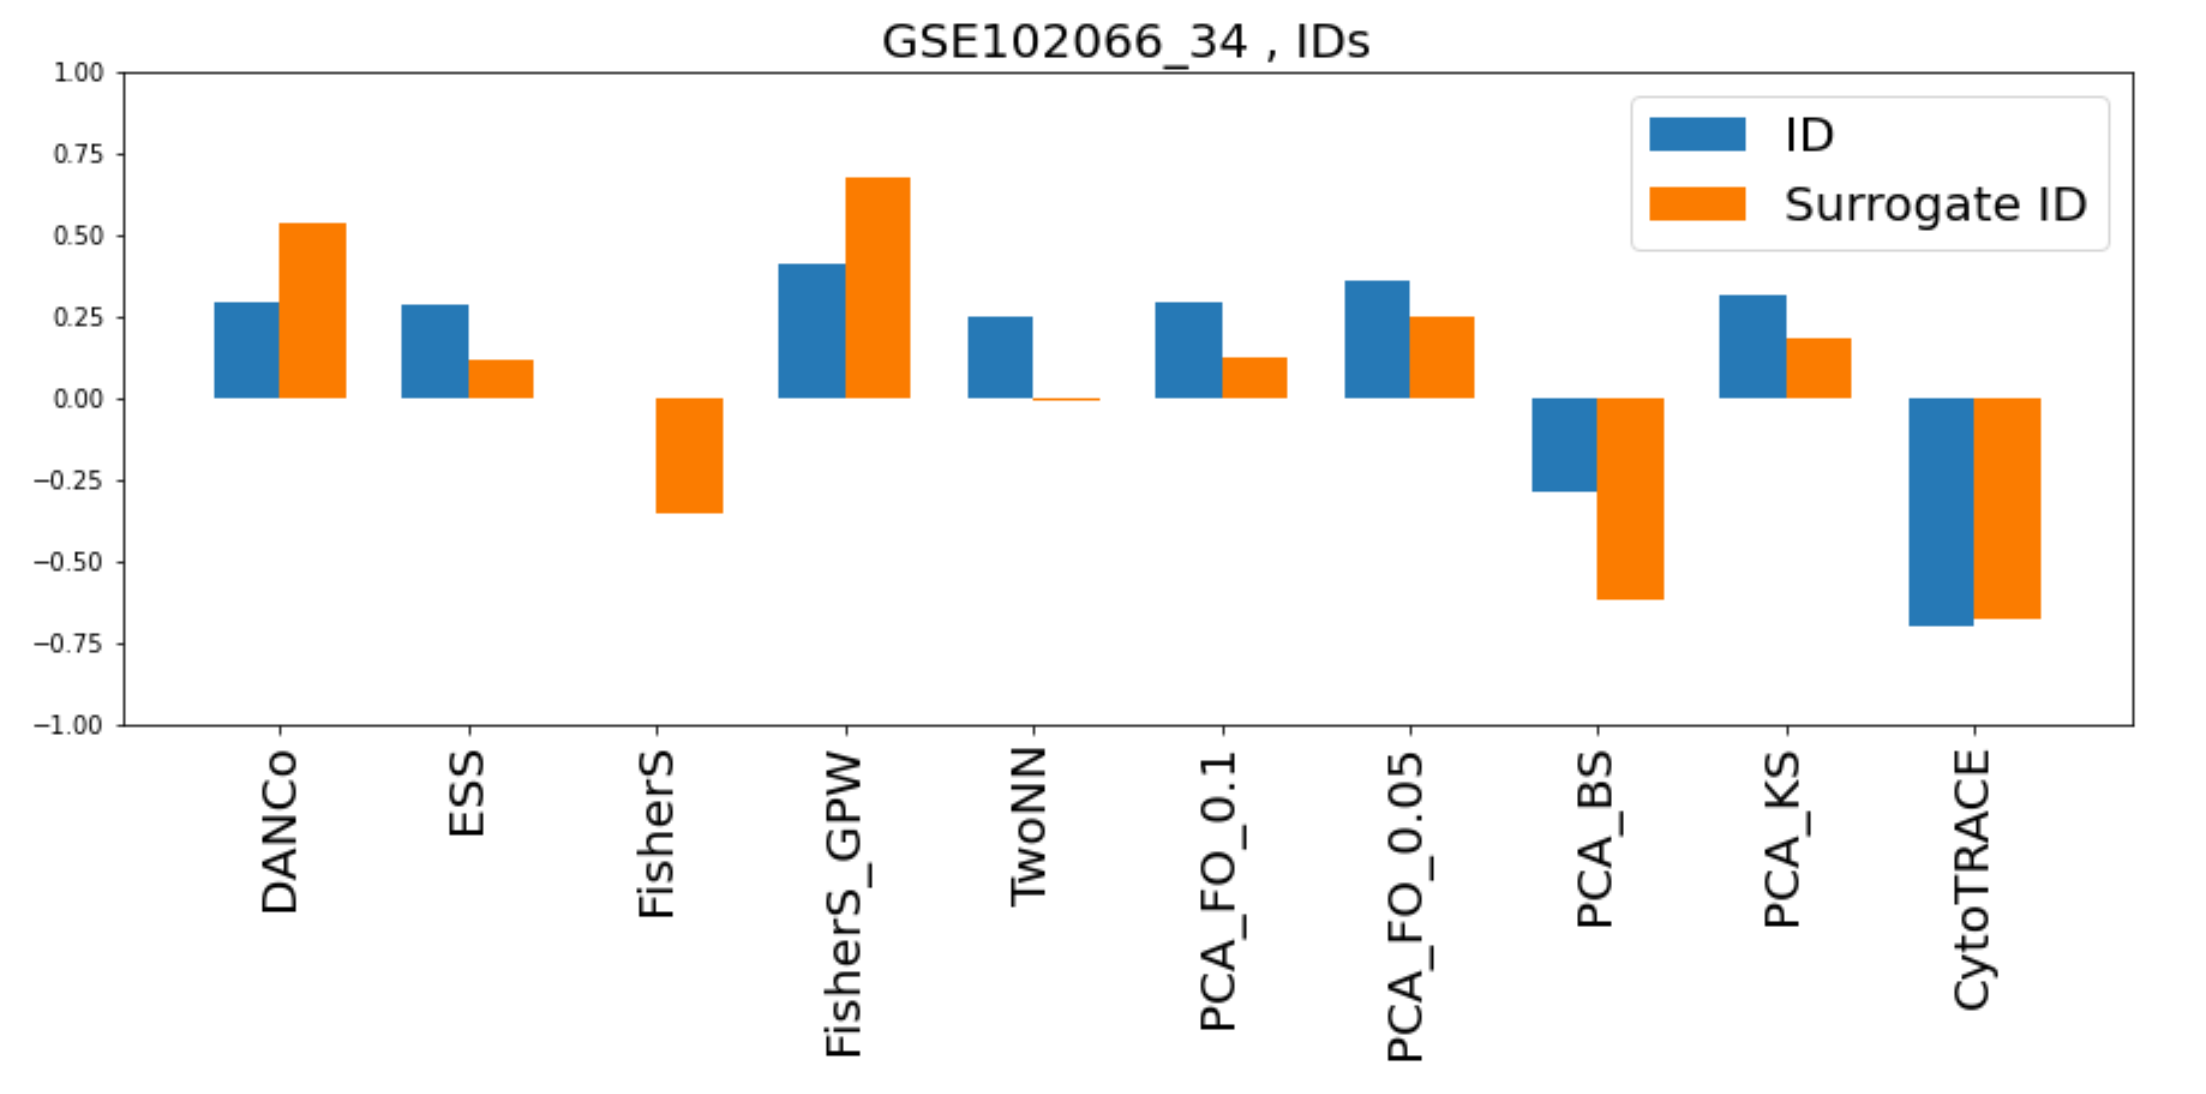 GSE102066_34 , IDs
1.00
0.75
0.50
0.25
0.00
−0.25
−0.50
−0.75
−1.00
ID
Surrogate ID
DANCo
ESS
FisherS
FisherS_GPW
TwoNN
PCA_FO_0.1
PCA_FO_0.05
PCA_BS
PCA_KS
CytoTRACE